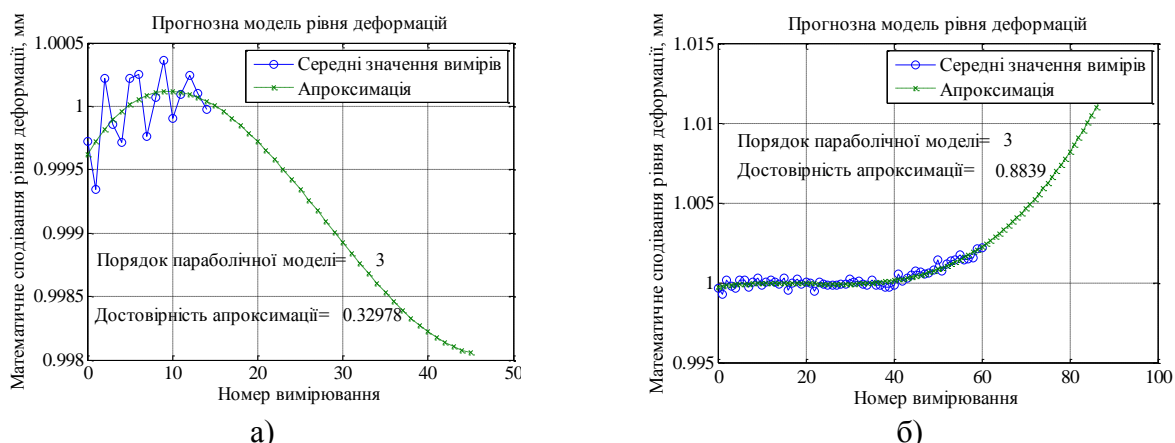 Прогнозна модель рівня деформацій
Математичне сподівання рівня деформації, мм
1.0005
1
0.9995
0.999
0.9985
0.998
Середні значення вимірів
Апроксимація
Порядок параболічної моделі= 3
Достовірність апроксимації= 0.32978
0 10 20 30 40 50
Номер вимірювання
а)
Прогнозна модель рівня деформацій
Математичне сподівання рівня деформації, мм
1.015
1.01
1.005
1
0.995
Середні значення вимірів
Апроксимація
Порядок параболічної моделі= 3
Достовірність апроксимації= 0.8839
0 20 40 60 80 100
Номер вимірювання
б)